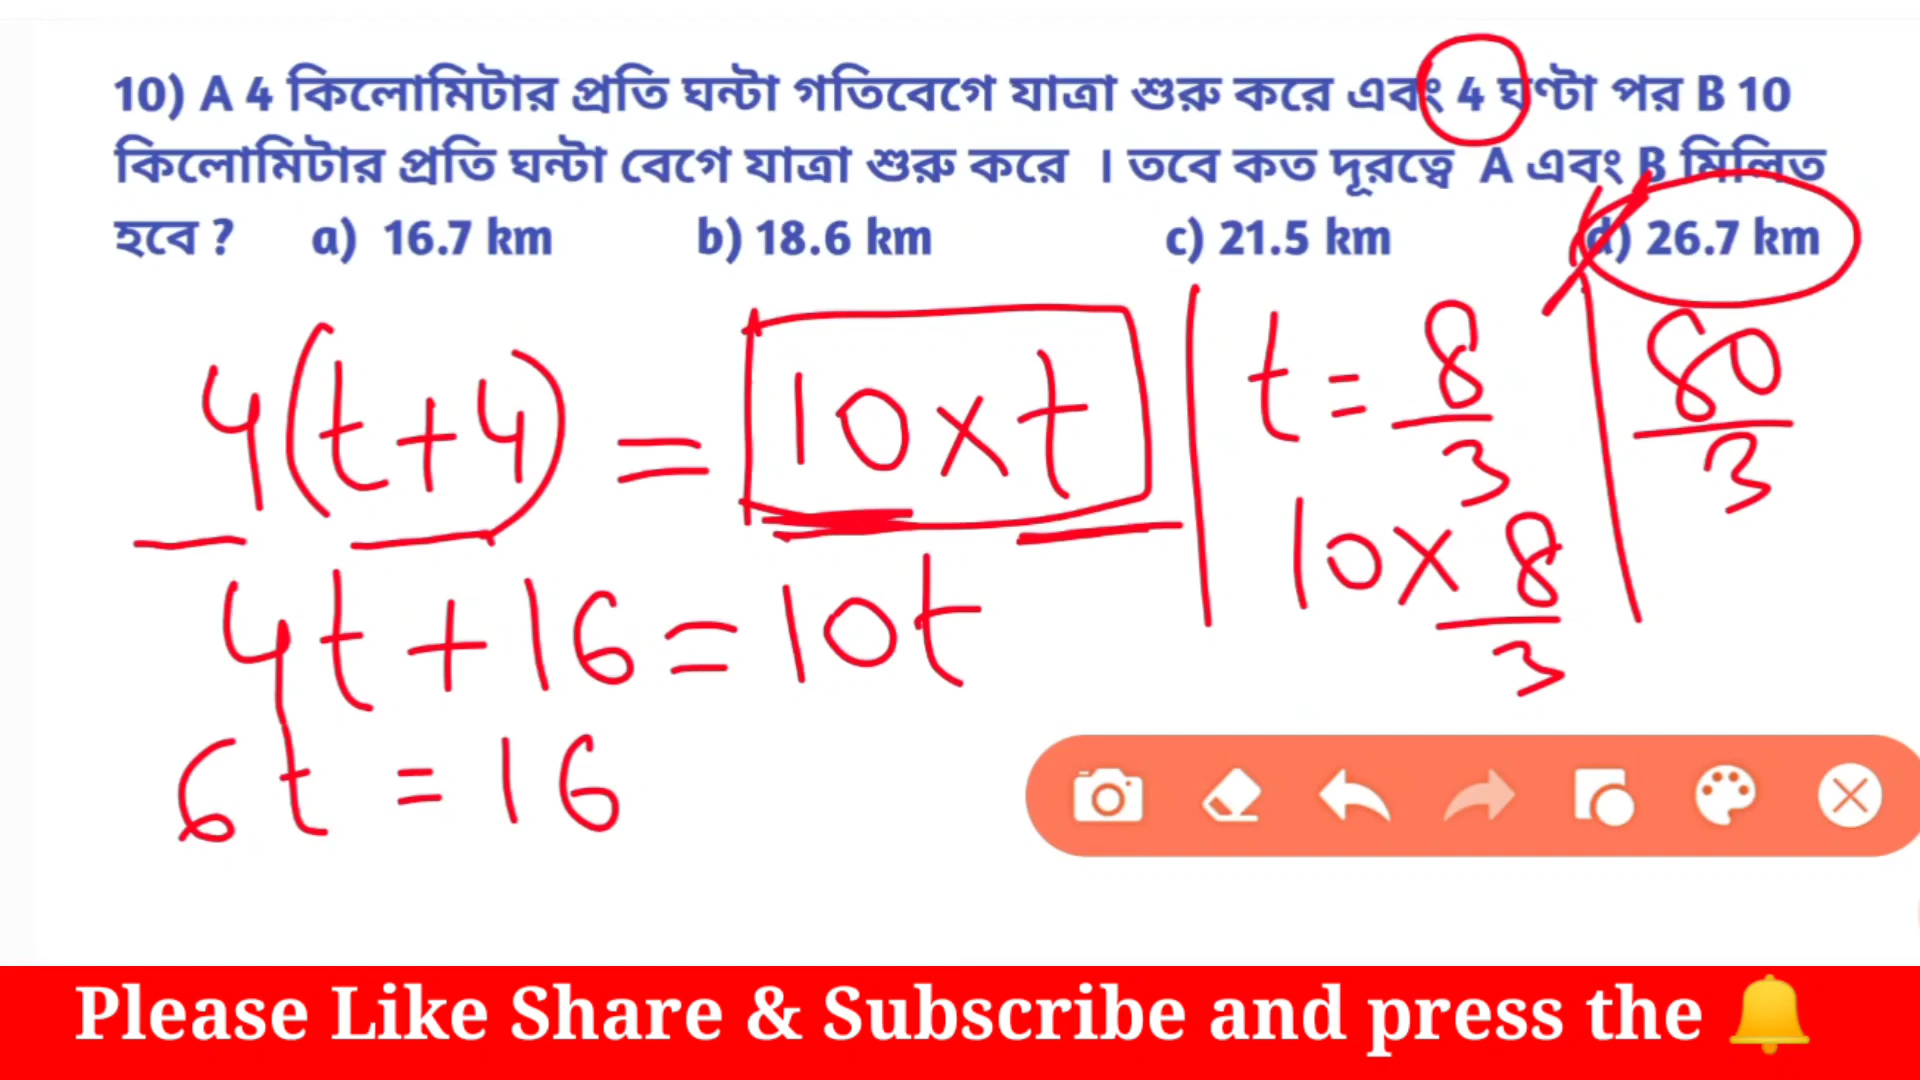 10) A 4 কিলোমিটার প্রতি ঘন্টা গতিবেগে যাত্রা শুরু করে এবং 4 ঘণ্টা পর B 10
কিলোমিটার প্রতি ঘন্টা বেগে যাত্রা শুরু করে । তবে কত দূরত্বে A এবং B মিলিত
হবে ? a) 16.7 km b) 18.6 km c) 21.5 km d) 26.7 km
4(t+4) = 10×t
4t+16=10t
6t = 16
t = 8/3
10×8/3
80/3
Please Like Share & Subscribe and press the 🔔